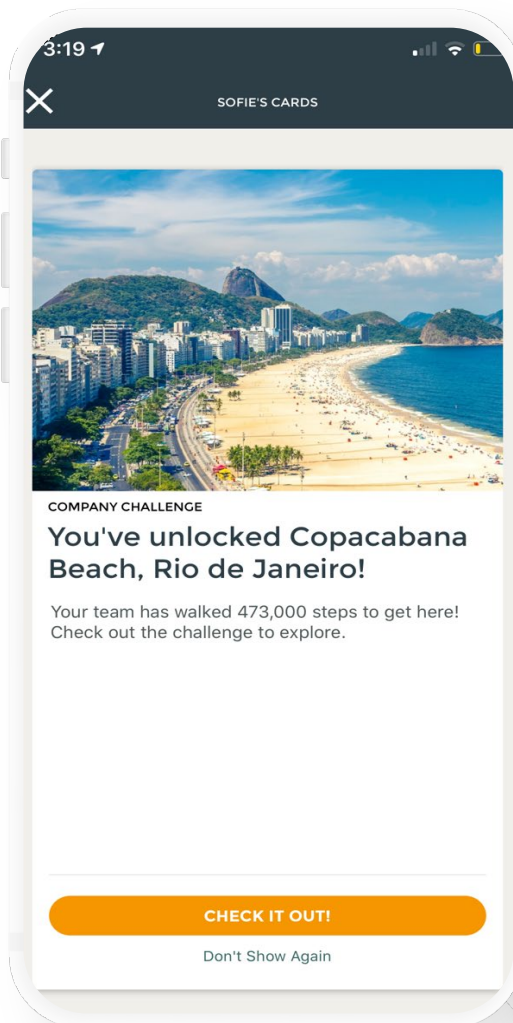 3:19
SOFIE'S CARDS
COMPANY CHALLENGE
You've unlocked Copacabana
Beach, Rio de Janeiro!
Your team has walked 473,000 steps to get here!
Check out the challenge to explore.
CHECK IT OUT!
Don't Show Again